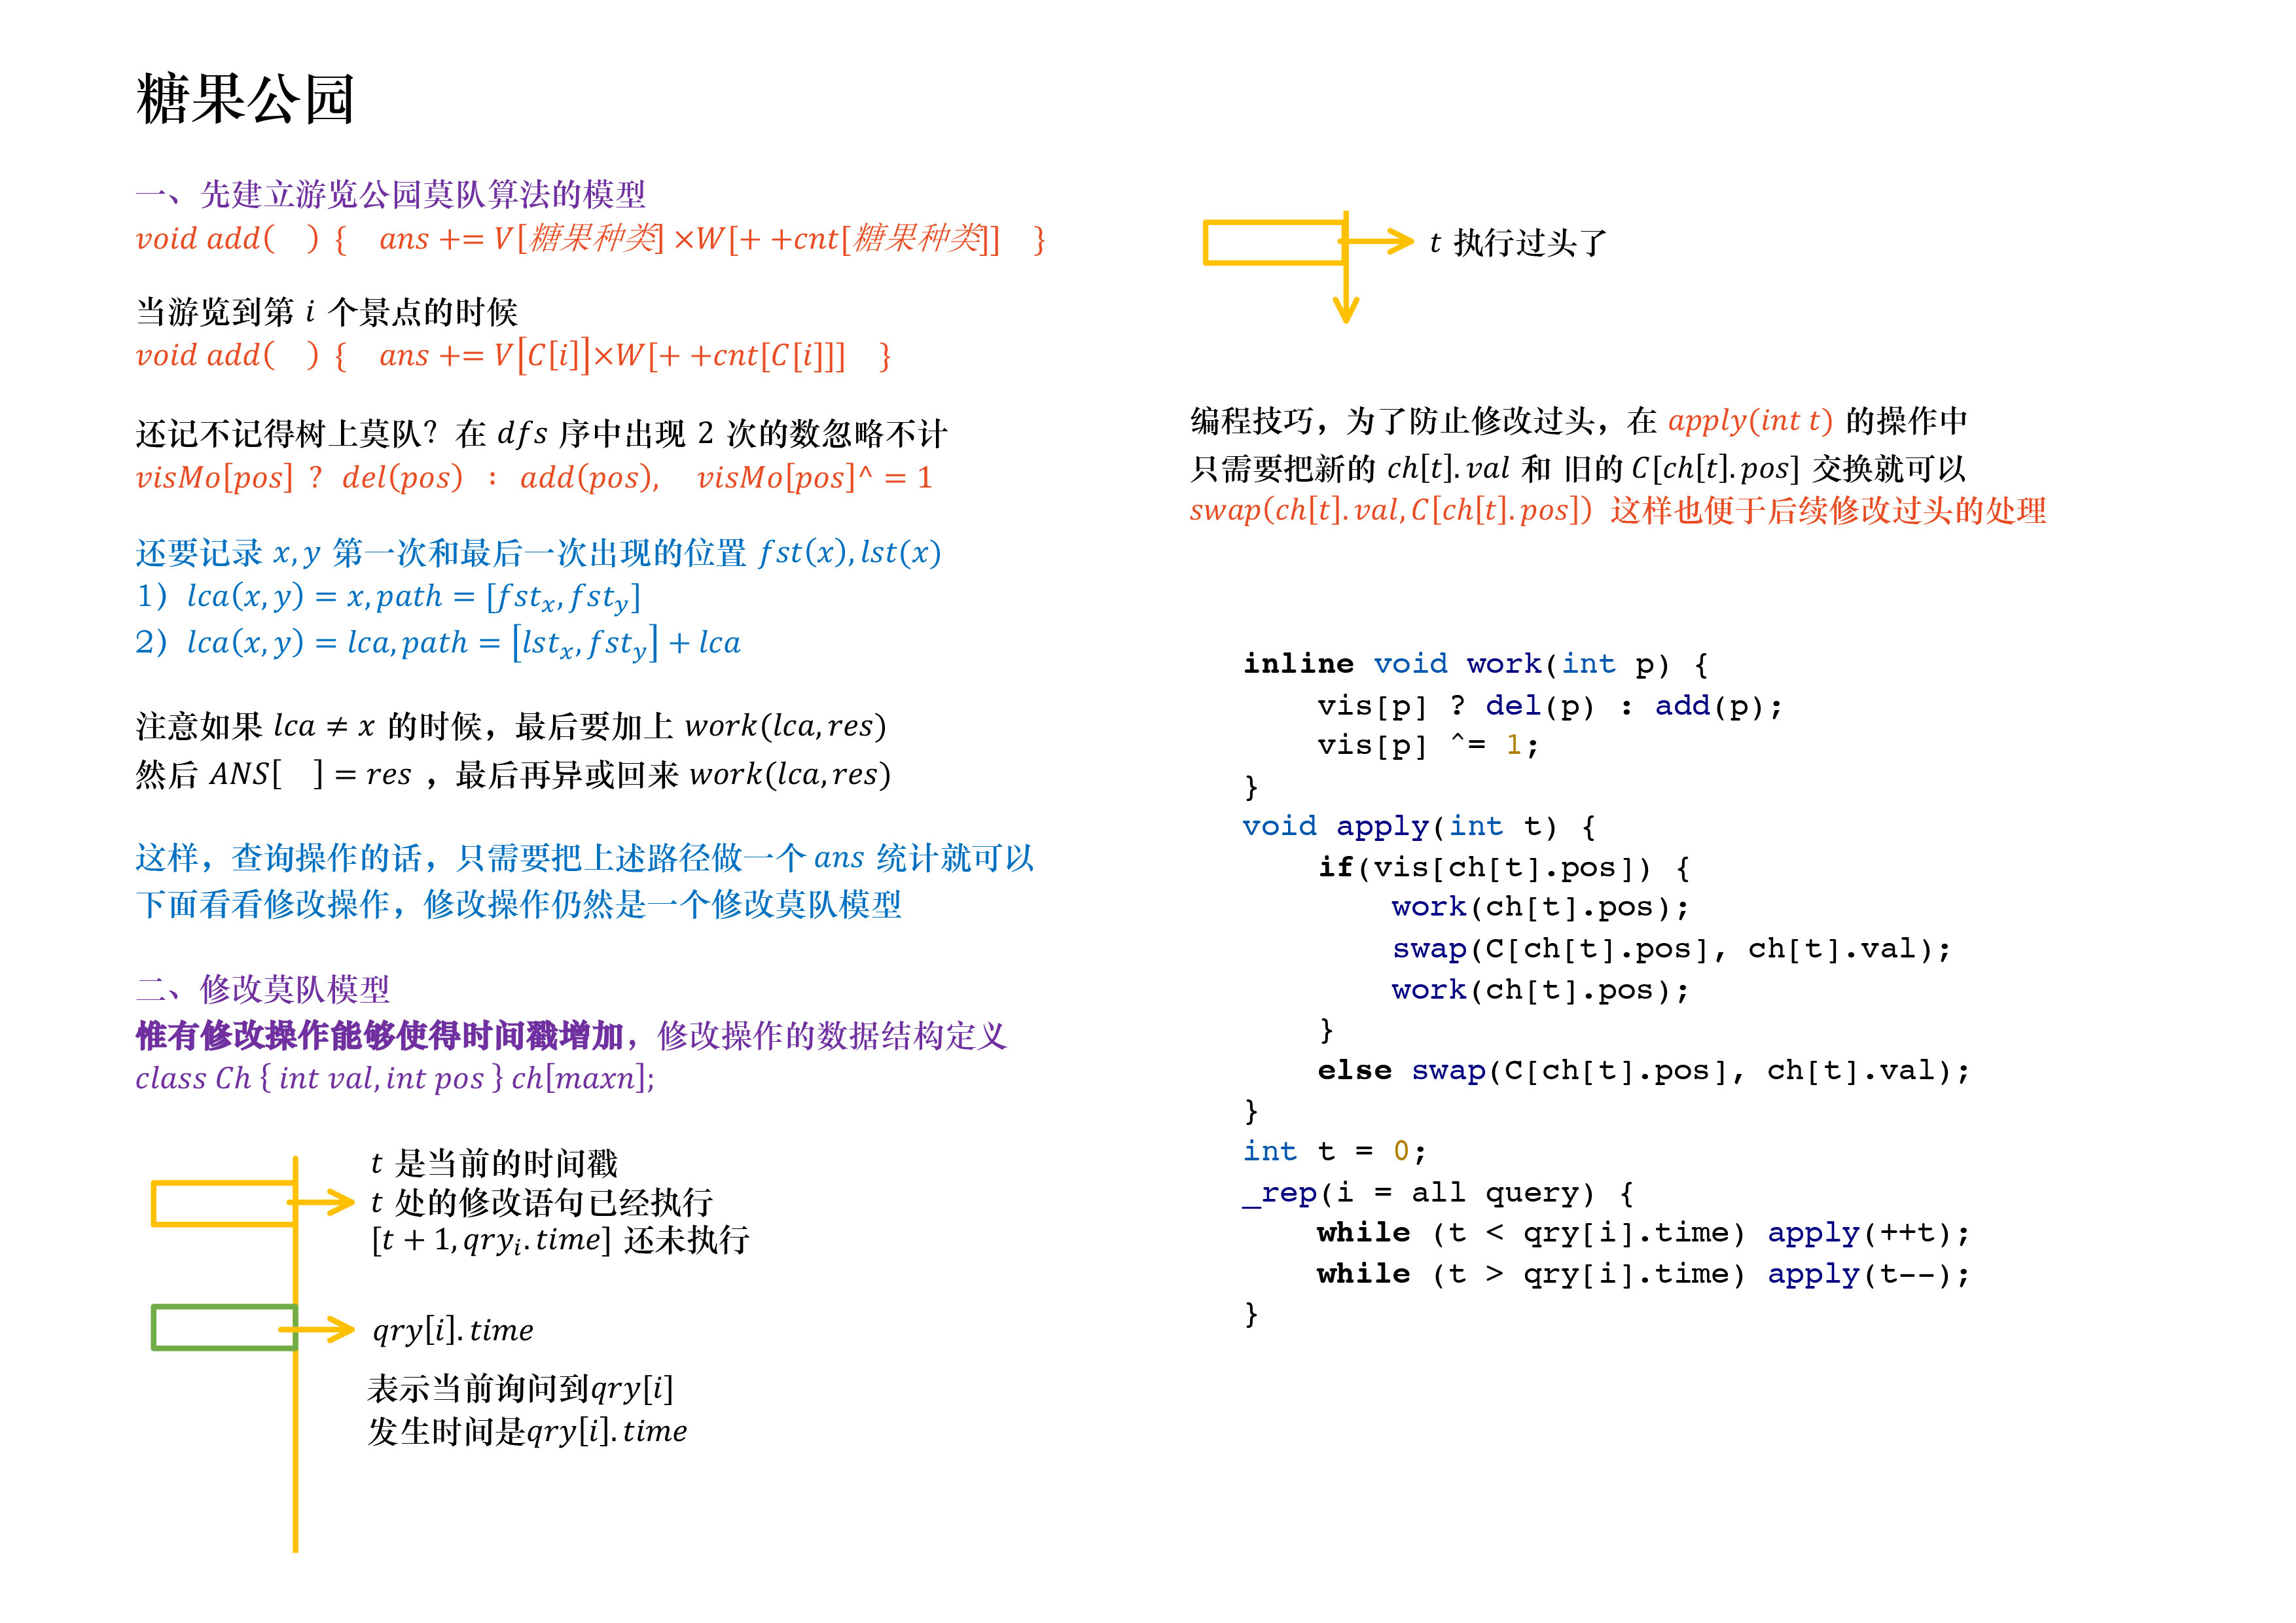 糖果公园
一、先建立游览公园莫队算法的模型
void add(  ) {  ans += V[糖果种类] ×W[+ +cnt[糖果种类]]  }
当游览到第 i 个景点的时候
void add(  ) {  ans += V[C[i]]×W[+ +cnt[C[i]]]  }
还记不记得树上莫队？在 dfs 序中出现 2 次的数忽略不计
visMo[pos] ? del(pos) : add(pos),  visMo[pos]^ = 1
还要记录 x, y 第一次和最后一次出现的位置 fst(x), lst(x)
1）lca(x, y) = x, path = [fstₓ, fst_y]
2）lca(x, y) = lca, path = [lstₓ, fst_y] + lca
注意如果 lca ≠ x 的时候，最后要加上 work(lca, res)
然后 ANS[  ] = res ，最后再异或回来 work(lca, res)
这样，查询操作的话，只需要把上述路径做一个 ans 统计就可以
下面看看修改操作，修改操作仍然是一个修改莫队模型
二、修改莫队模型
惟有修改操作能够使得时间戳增加，修改操作的数据结构定义
class Ch { int val, int pos } ch[maxn];
t 是当前的时间戳
t 处的修改语句已经执行
[t + 1, qryᵢ. time] 还未执行
qry[i]. time
表示当前询问到qry[i]
发生时间是qry[i]. time
t 执行过头了
编程技巧，为了防止修改过头，在 apply(int t) 的操作中
只需要把新的 ch[t]. val 和 旧的 C[ch[t]. pos] 交换就可以
swap(ch[t]. val, C[ch[t]. pos]) 这样也便于后续修改过头的处理
inline void work(int p) {
    vis[p] ? del(p) : add(p);
    vis[p] ^= 1;
}
void apply(int t) {
    if(vis[ch[t].pos]) {
        work(ch[t].pos);
        swap(C[ch[t].pos], ch[t].val);
        work(ch[t].pos);
    }
    else swap(C[ch[t].pos], ch[t].val);
}
int t = 0;
_rep(i = all query) {
    while (t < qry[i].time) apply(++t);
    while (t > qry[i].time) apply(t--);
}